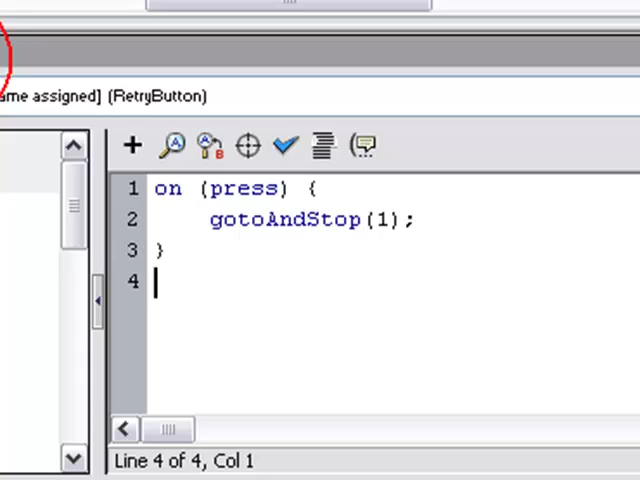 ame assigned] (RetryButton)
1 on (press) {
2 gotoAndStop(1);
3 }
4
Line 4 of 4, Col 1